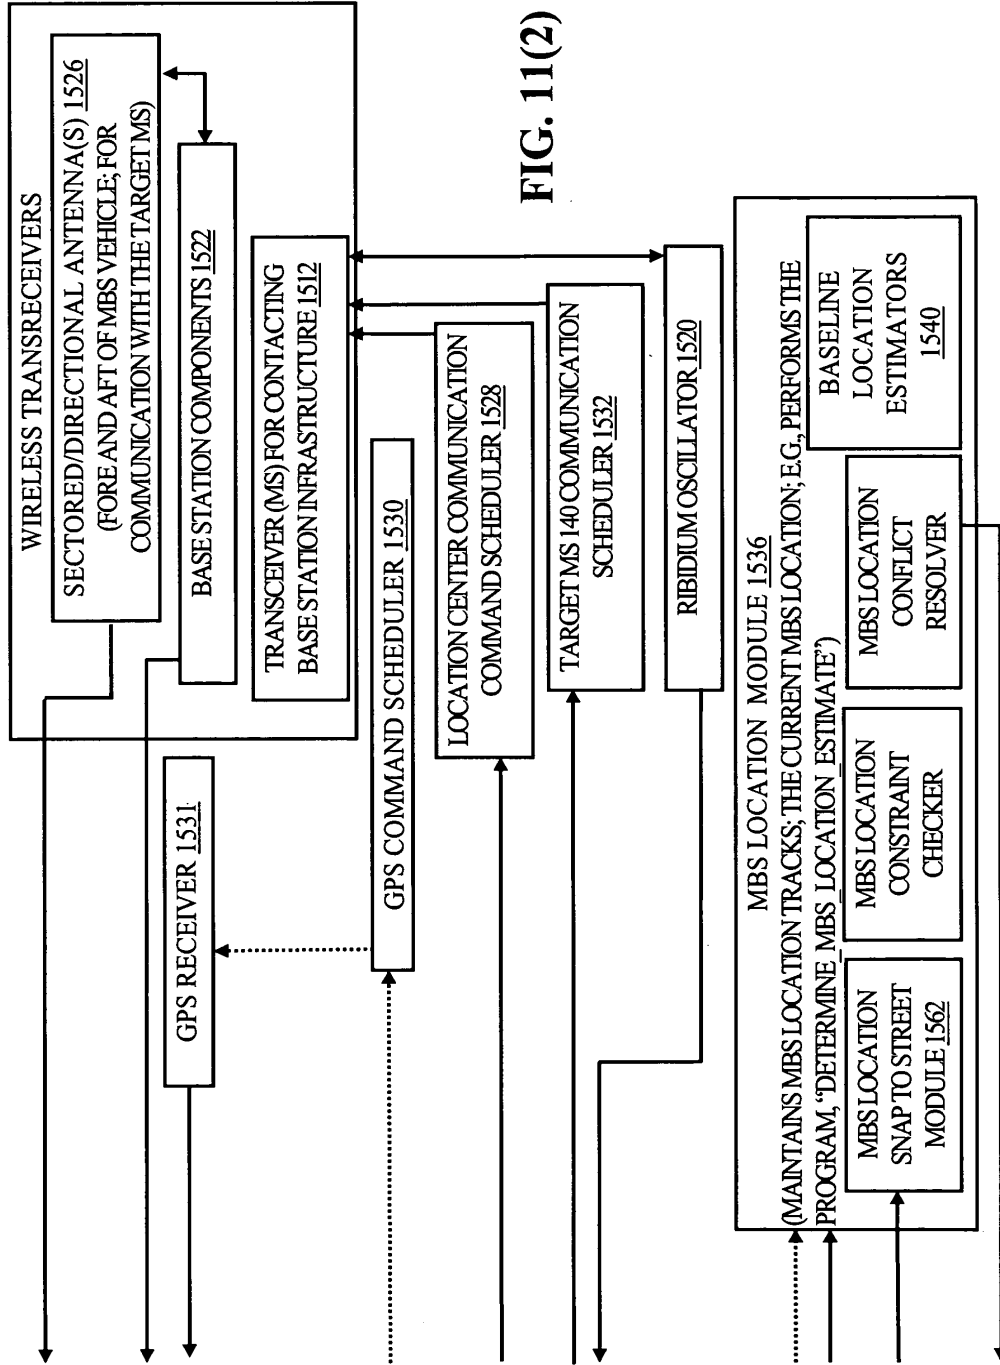 WIRELESS TRANSRECEIVERS
SECTORED/DIRECTIONAL ANTENNA(S) 1526
(FORE AND AFT OF MBS VEHICLE; FOR
COMMUNICATION WITH THE TARGET MS)
BASE STATION COMPONENTS 1522
TRANSCEIVER (MS) FOR CONTACTING
BASE STATION INFRASTRUCTURE 1512
GPS RECEIVER 1531
GPS COMMAND SCHEDULER 1530
LOCATION CENTER COMMUNICATION
COMMAND SCHEDULER 1528
TARGET MS 140 COMMUNICATION
SCHEDULER 1532
RIBIDIUM OSCILLATOR 1520
MBS LOCATION MODULE 1536
(MAINTAINS MBS LOCATION TRACKS; THE CURRENT MBS LOCATION; E.G., PERFORMS THE
PROGRAM, “DETERMINE_MBS_LOCATION_ESTIMATE”)
MBS LOCATION
SNAP TO STREET
MODULE 1562
MBS LOCATION
CONSTRAINT
CHECKER
MBS LOCATION
CONFLICT
RESOLVER
BASELINE
LOCATION
ESTIMATORS
1540
FIG. 11(2)